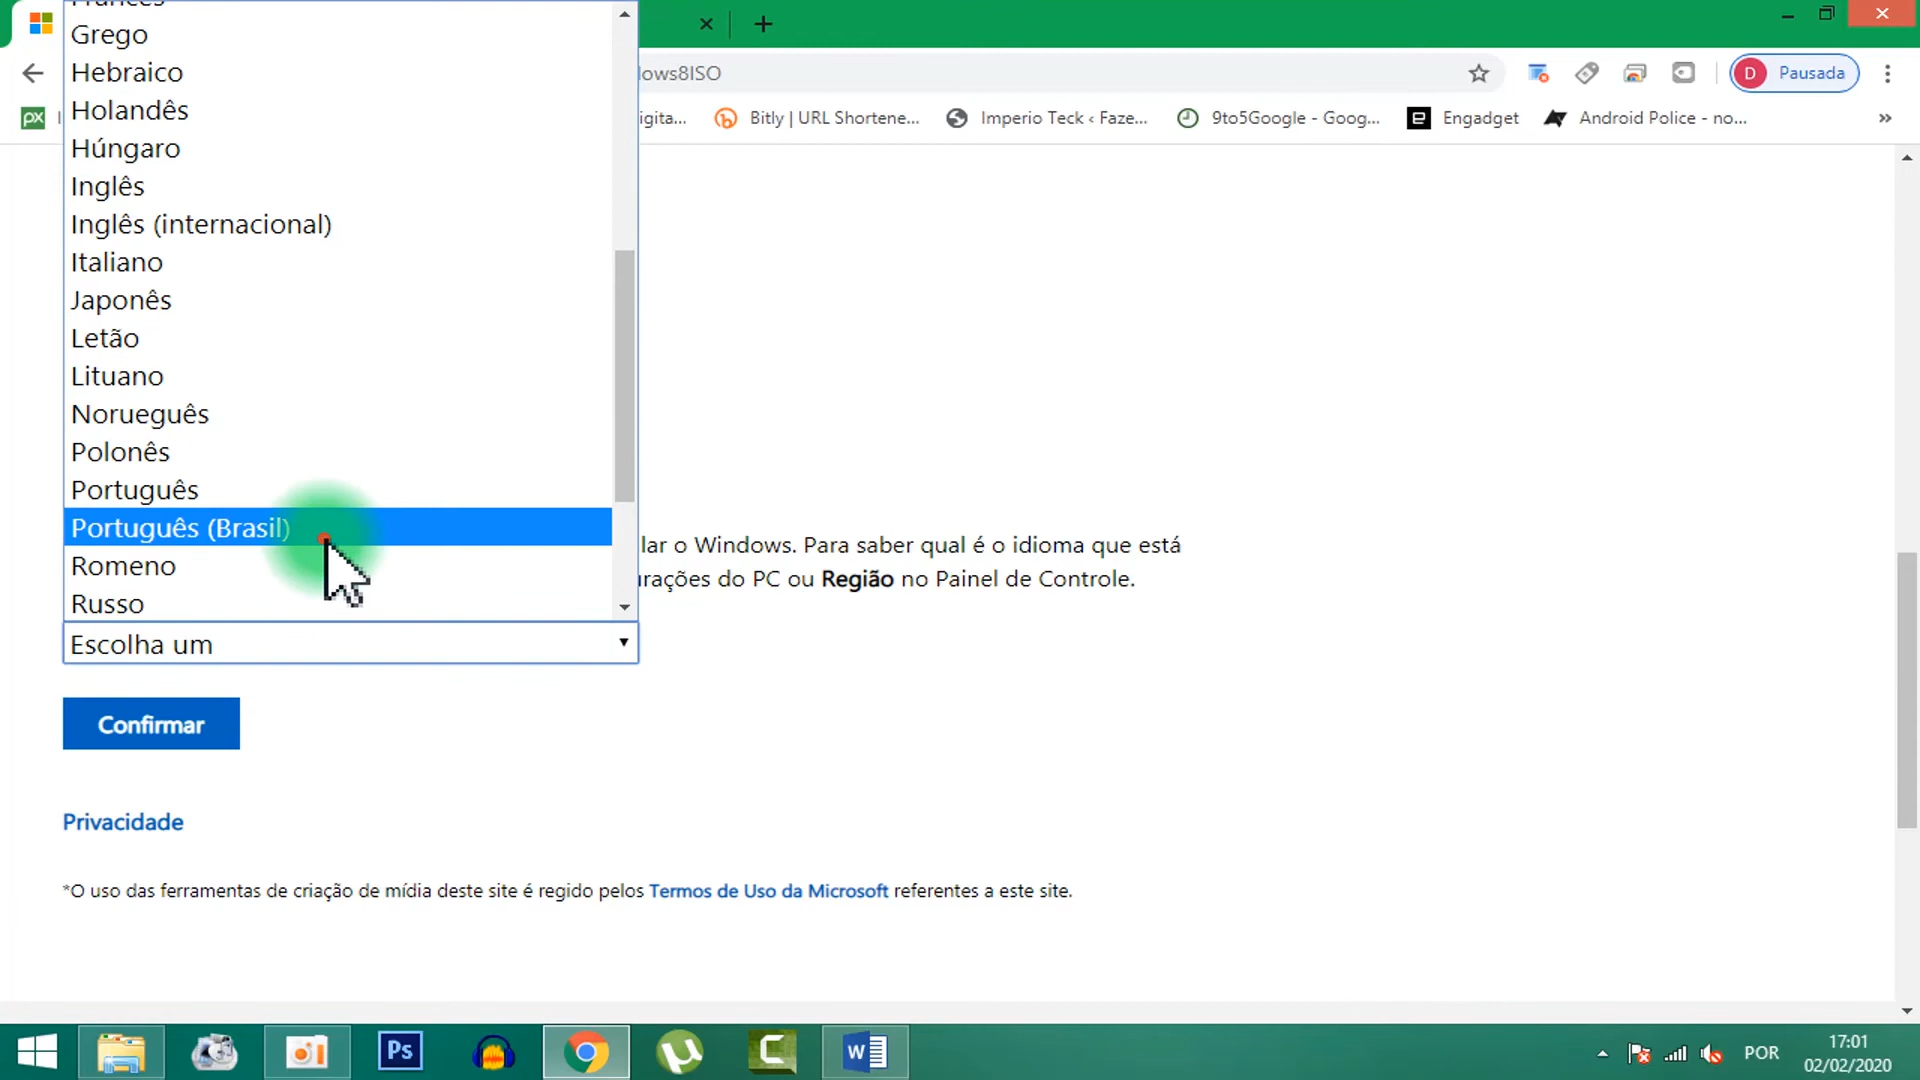 Grego
Hebraico
Holandês
Húngaro
Inglês
Inglês (internacional)
Italiano
Japonês
Letão
Lituano
Norueguês
Polonês
Português
Português (Brasil)
Romeno
Russo
Escolha um
ows8ISO
D Pausada
px
igita...
Bitly | URL Shortene...
Imperio Teck ‹ Faze...
9to5Google - Goog...
Engadget
Android Police - no...
»
lar o Windows. Para saber qual é o idioma que está
urações do PC ou Região no Painel de Controle.
Confirmar
Privacidade
*O uso das ferramentas de criação de mídia deste site é regido pelos Termos de Uso da Microsoft referentes a este site.
Ps
POR
17:01
02/02/2020